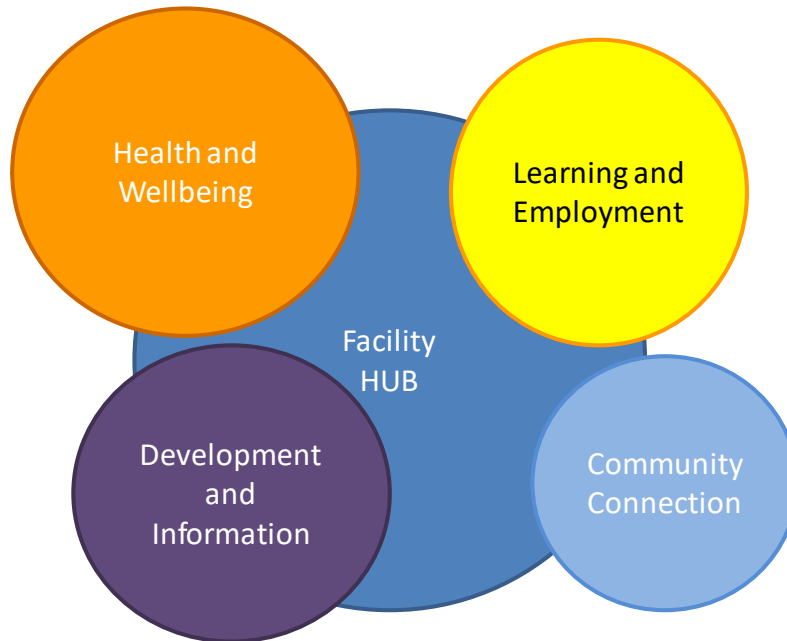 Health and
Wellbeing
Learning and
Employment
Facility
HUB
Development
and
Information
Community
Connection